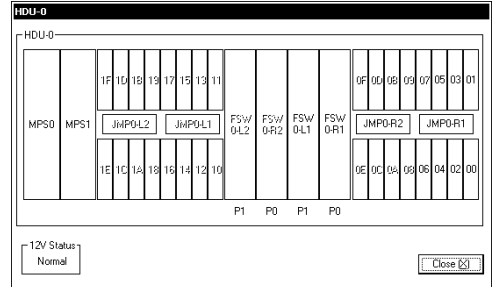 HDU-0
HDU-0
1F 1D 1B 19 17 15 13 11
0F 0D 0B 09 07 05 03 01
MPS0 MPS1
JMP0-L2 JMP0-L1
FSW 0-L2
FSW 0-R2
FSW 0-L1
FSW 0-R1
JMP0-R2 JMP0-R1
1E 1C 1A 18 16 14 12 10
0E 0C 0A 08 06 04 02 00
P1 P0 P1 P0
12V Status
Normal
Close (X)